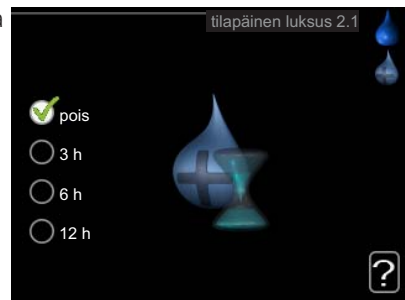 a
tilapäinen luksus 2.1
pois
3 h
6 h
12 h
?